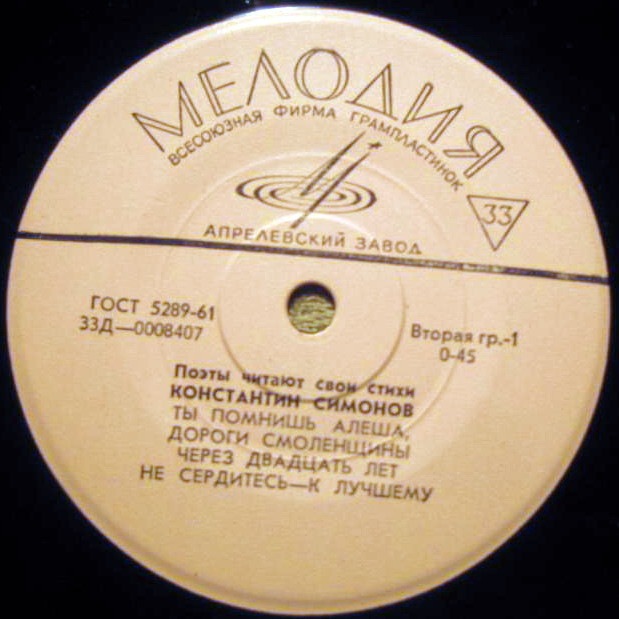 МЕЛОДИЯ
ВСЕСОЮЗНАЯ ФИРМА ГРАМПЛАСТИНОК
33
АПРЕЛЕВСКИЙ ЗАВОД
ГОСТ 5289-61
33Д—0008407
Вторая гр.-1
0-45
Поэты читают свои стихи
КОНСТАНТИН СИМОНОВ
ТЫ ПОМНИШЬ АЛЕША,
ДОРОГИ СМОЛЕНЩИНЫ
ЧЕРЕЗ ДВАДЦАТЬ ЛЕТ
НЕ СЕРДИТЕСЬ—К ЛУЧШЕМУ